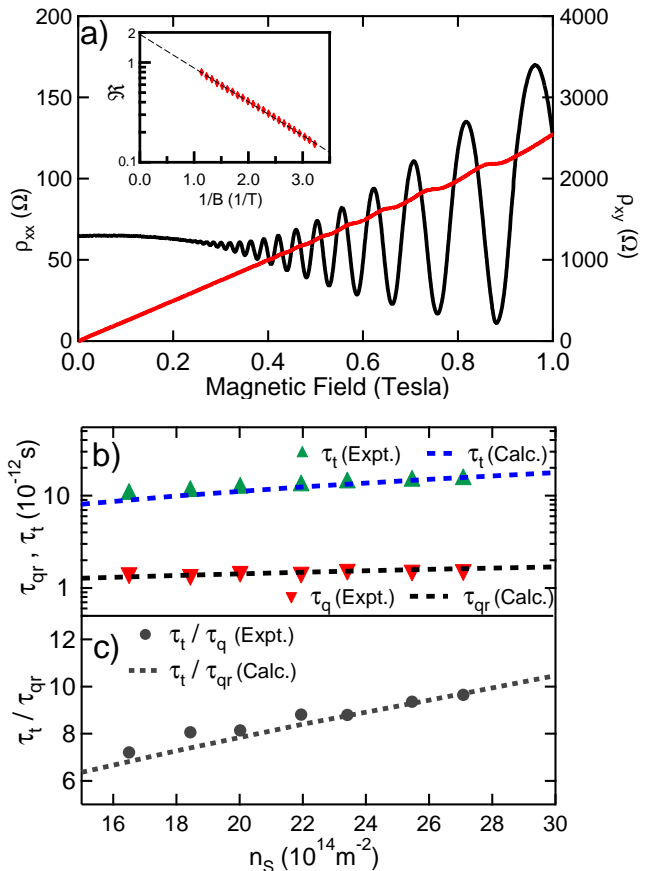 a)
200
150
100
50
0
ρxx (Ω)
4000
3000
2000
1000
0
ρxy (Ω)
0.0 0.2 0.4 0.6 0.8 1.0
Magnetic Field (Tesla)
2
1
0.1
ℜ
0.0 1.0 2.0 3.0
1/B (1/T)
b)
τt (Expt.) τt (Calc.)
10
1
τqr , τt (10⁻¹²s)
τq (Expt.) τqr (Calc.)
c)
τt / τq (Expt.)
τt / τqr (Calc.)
12
10
8
6
τt / τqr
16 18 20 22 24 26 28 30
nS (10¹⁴m⁻²)